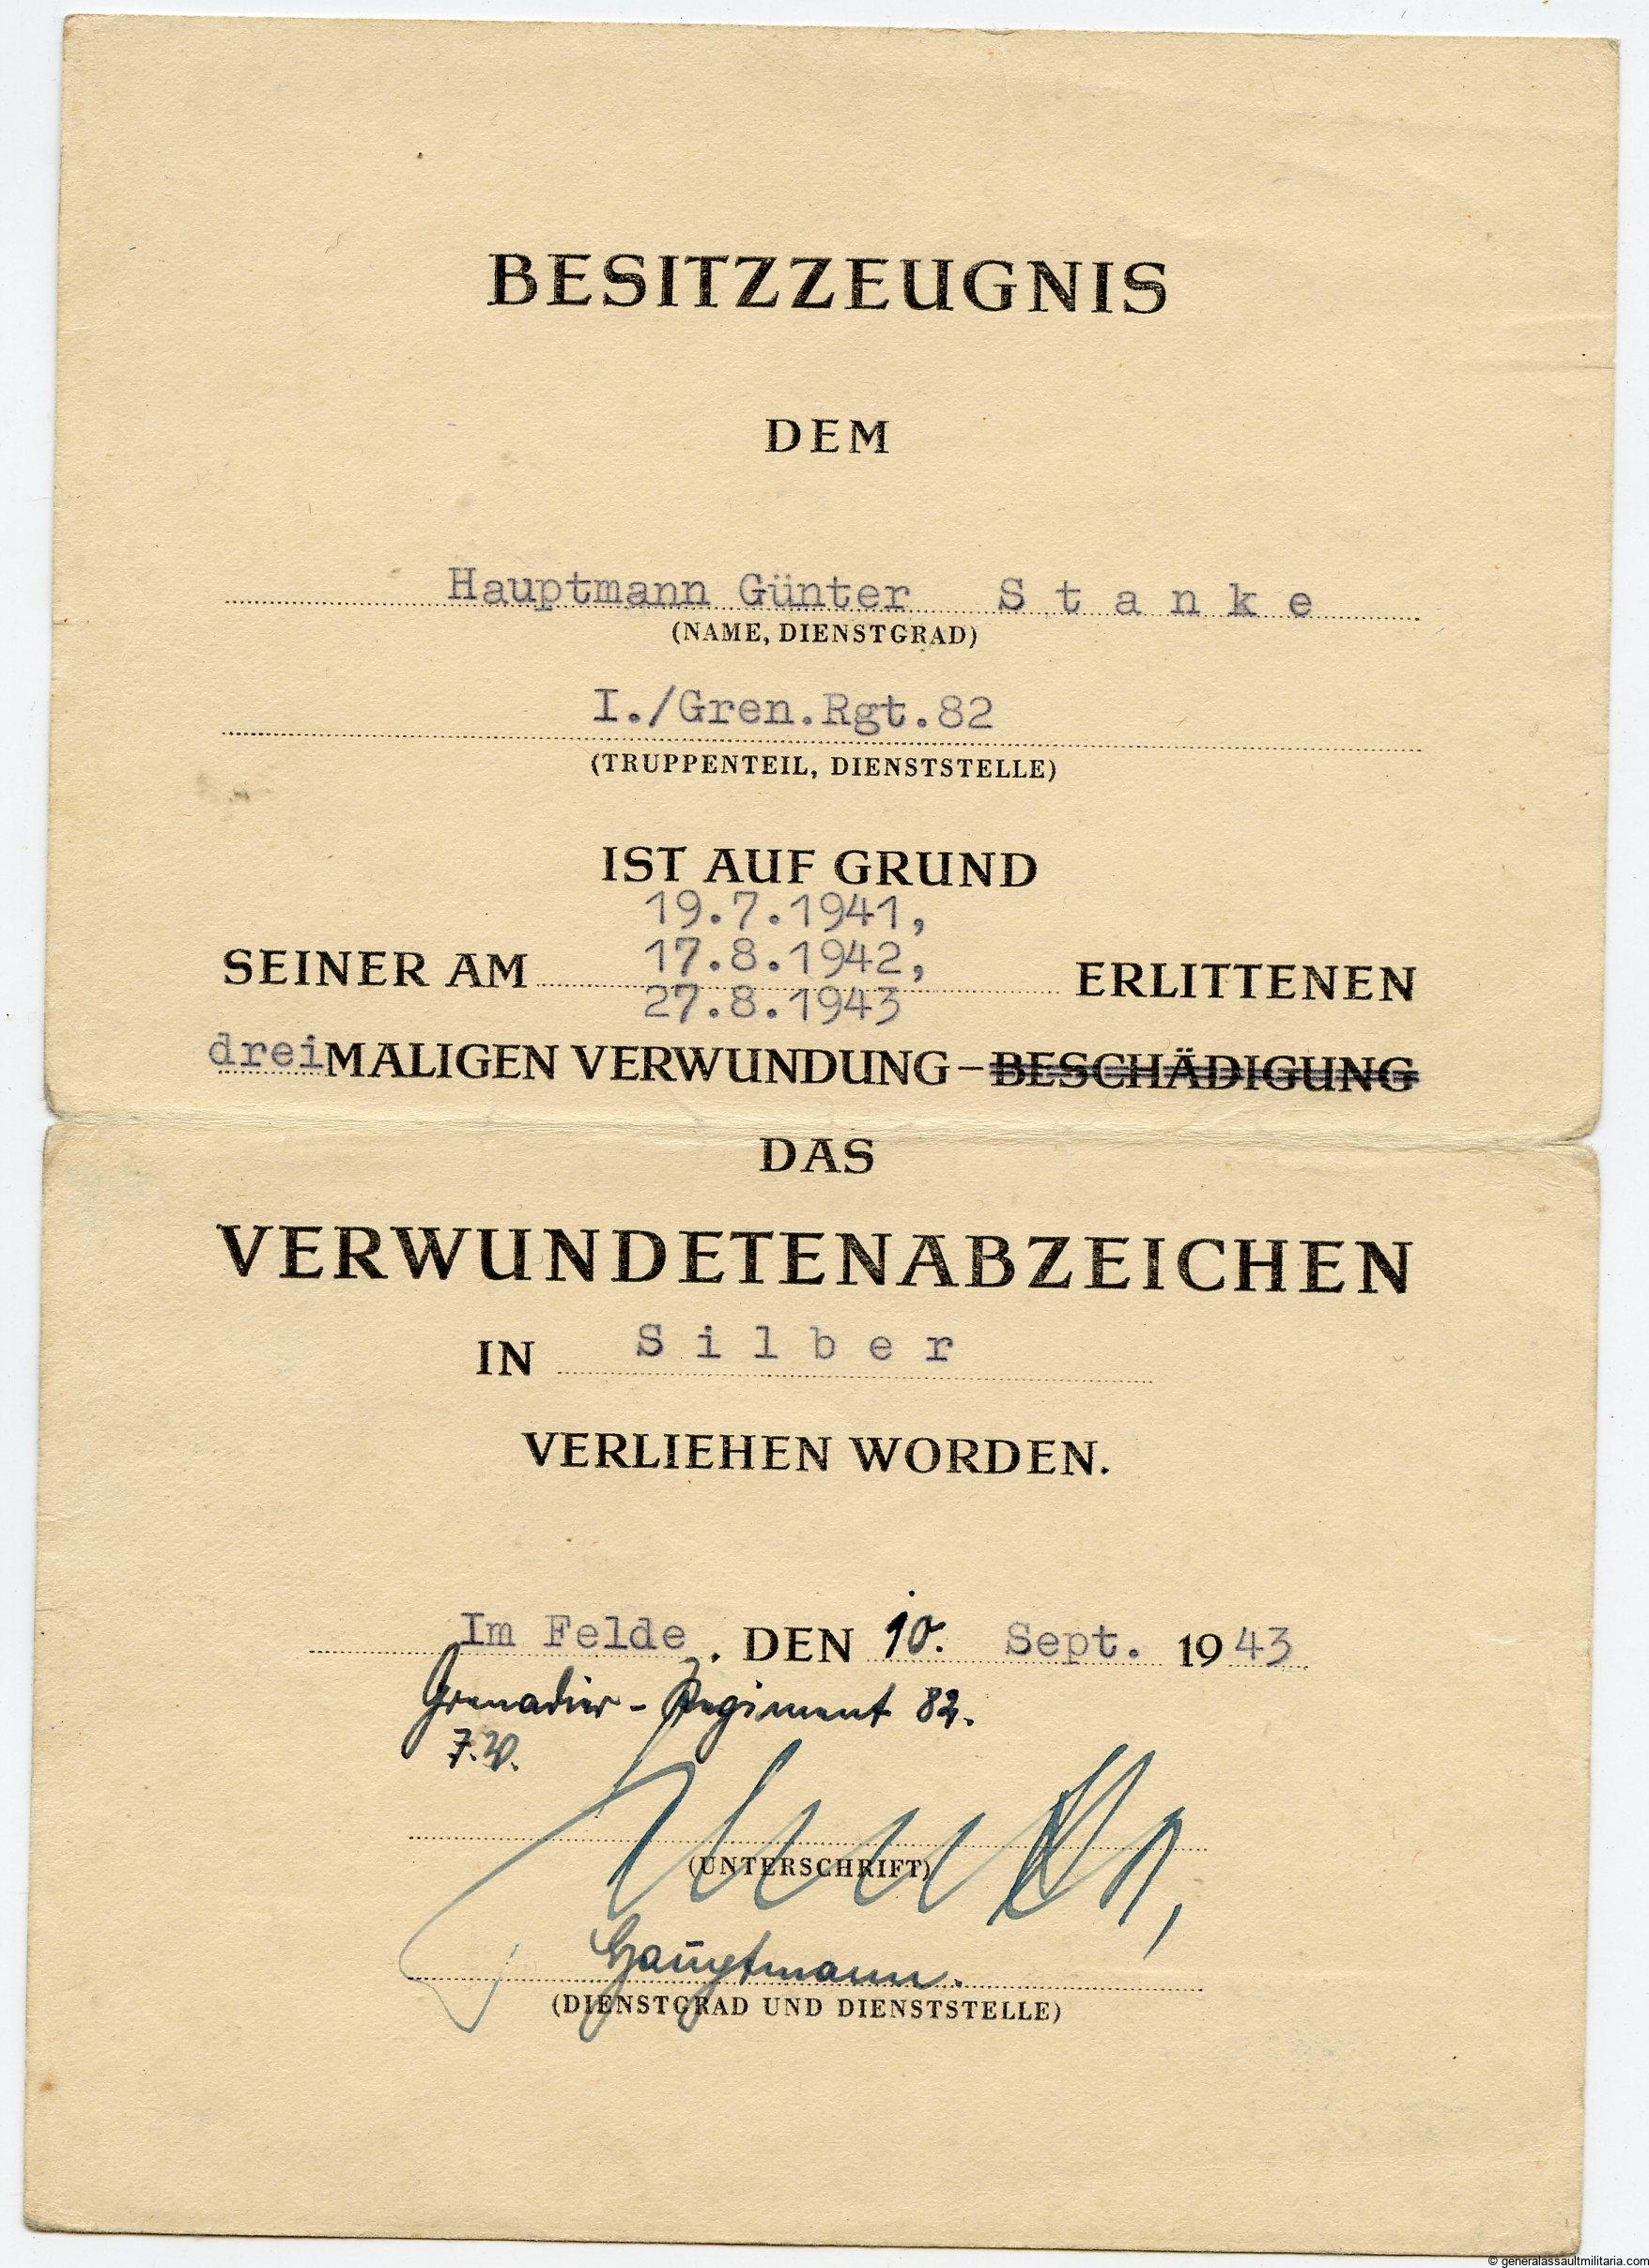 BESITZZEUGNIS
DEM
Hauptmann Günter S t a n k e
(NAME, DIENSTGRAD)
I./Gren.Rgt.82
(TRUPPENTEIL, DIENSTSTELLE)
IST AUF GRUND
19.7.1941,
SEINER AM 17.8.1942, ERLITTENEN
27.8.1943
dreiMALIGEN VERWUNDUNG – BESCHÄDIGUNG
DAS
VERWUNDETENABZEICHEN
IN S i l b e r
VERLIEHEN WORDEN.
Im Felde, DEN 10. Sept. 1943
Grenadier - Regiment 82.
(UNTERSCHRIFT)
Hauptmann.
(DIENSTGRAD UND DIENSTSTELLE)
© generalassaultmilitaria.com